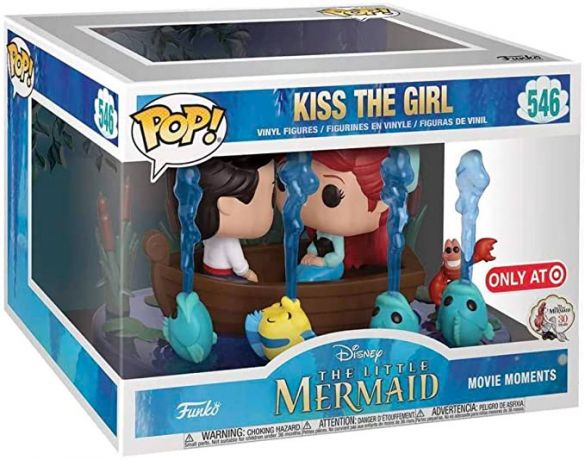 POP!
546
POP!
KISS THE GIRL
546
VINYL FIGURES / FIGURINES EN VINYLE / FIGURAS DE VINIL
ONLY AT
Disney
THE LITTLE
MERMAID
30
MOVIE MOMENTS
Funko
WARNING: CHOKING HAZARD
ATTENTION: DANGER D'ÉTOUFFEMENT
ADVERTENCIA: PELIGRO DE ASFIXIA.